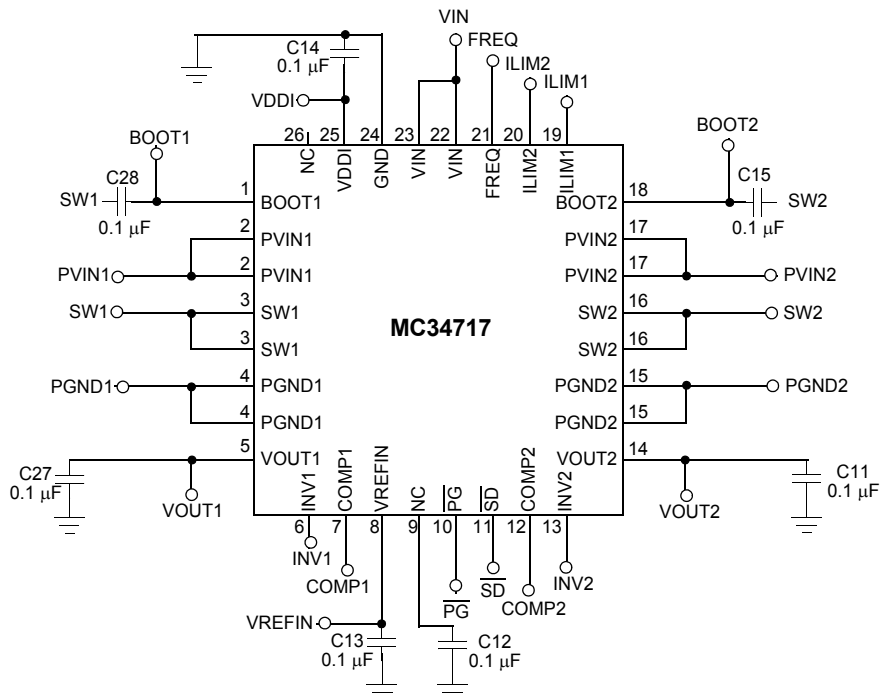 VIN
FREQ
ILIM2
ILIM1
C14
0.1 µF
VDDI
26 25 24 23 22 21 20 19
NC VDDI GND VIN VIN FREQ ILIM2 ILIM1
BOOT1
BOOT2
C28
SW1
0.1 µF
1 BOOT1
BOOT2 18
C15
SW2
0.1 µF
2 PVIN1
PVIN2 17
PVIN1
2 PVIN1
PVIN2 17
PVIN2
SW1
3 SW1
SW2 16
SW2
MC34717
3 SW1
SW2 16
PGND1
4 PGND1
PGND2 15
PGND2
4 PGND1
PGND2 15
5 VOUT1
VOUT2 14
C27
0.1 µF
VOUT1
C11
0.1 µF
VOUT2
INV1 COMP1 VREFIN NC PG SD COMP2 INV2
6 7 8 9 10 11 12 13
INV1
COMP1
PG
SD
COMP2
INV2
VREFIN
C13
0.1 µF
C12
0.1 µF